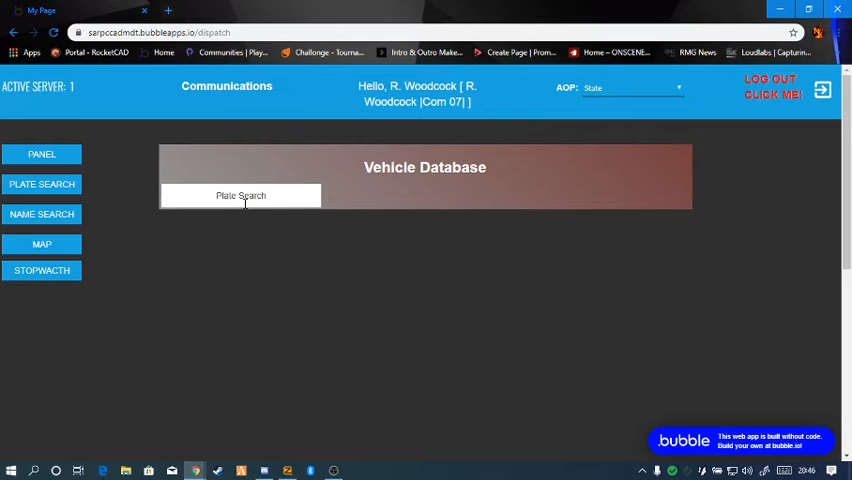 My Page
sarpccadmdt.bubbleapps.io/dispatch
Apps
Portal - RocketCAD
Home
Communities | Play...
Challonge - Tourna...
Intro & Outro Make...
Create Page | Prom...
Home – ONSCENE...
RMG News
Loudlabs | Capturin...
ACTIVE SERVER: 1
Communications
Hello, R. Woodcock [ R.
Woodcock |Com 07| ]
AOP:
State
LOG OUT
CLICK ME!
PANEL
PLATE SEARCH
NAME SEARCH
MAP
STOPWACTH
Vehicle Database
Plate Search
.bubble
This web app is built without code.
Build your own at bubble.io!
20:46